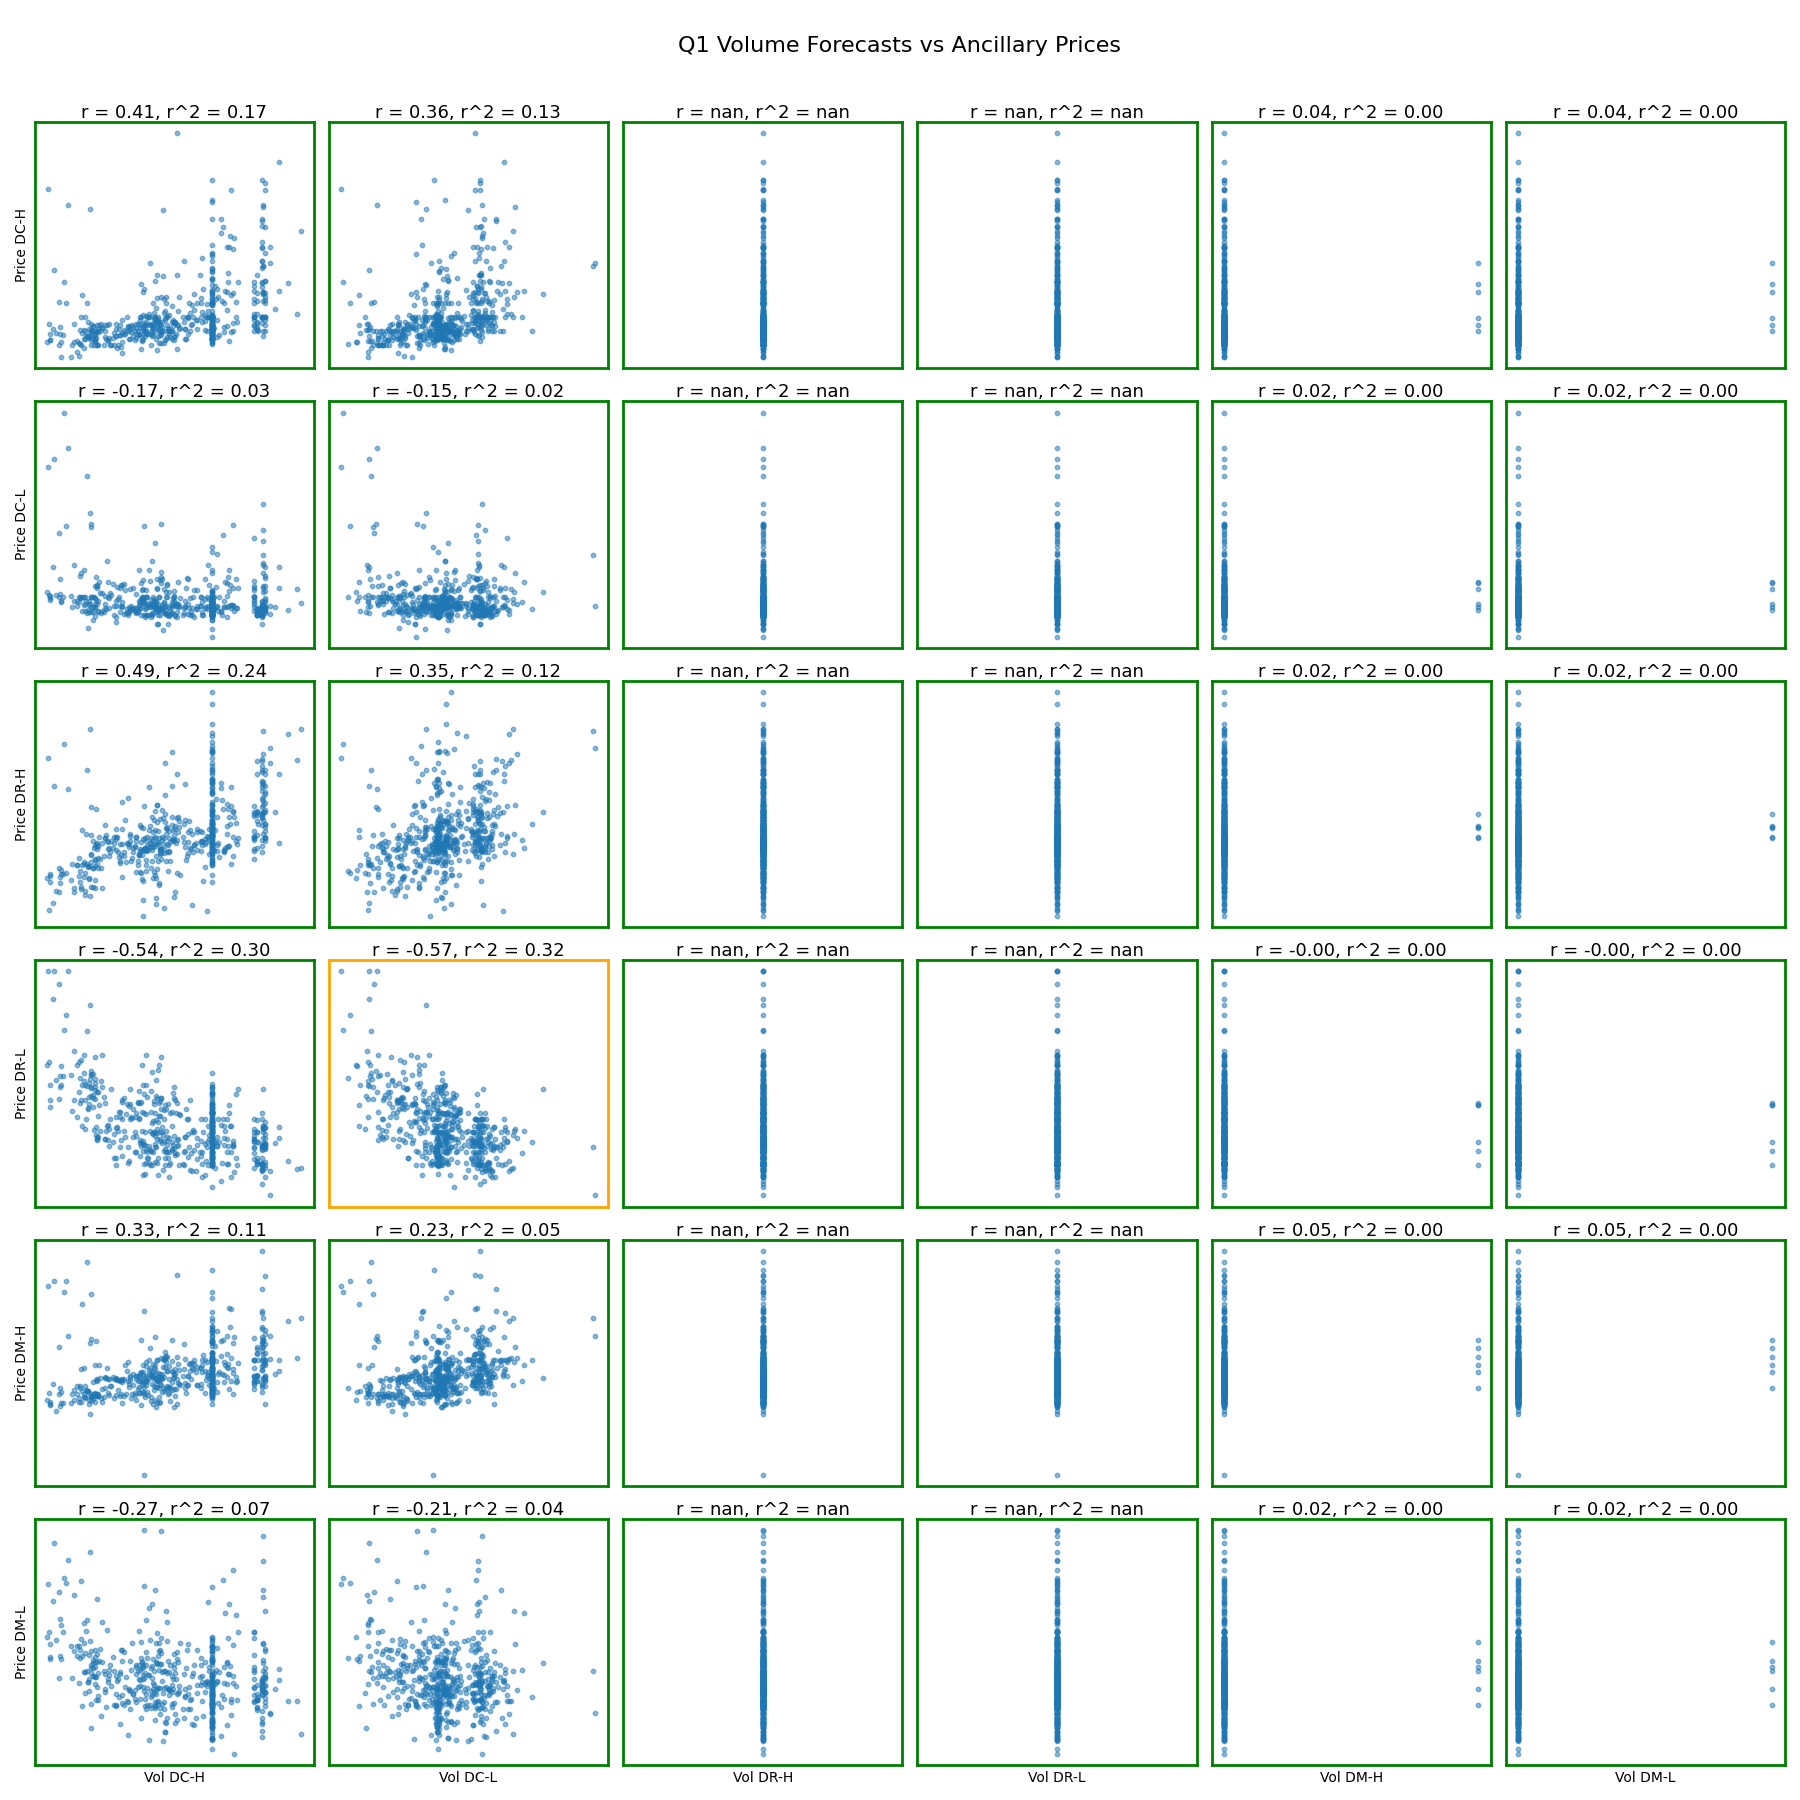 Q1 Volume Forecasts vs Ancillary Prices
r = 0.41, r^2 = 0.17
r = 0.36, r^2 = 0.13
r = nan, r^2 = nan
r = nan, r^2 = nan
r = 0.04, r^2 = 0.00
r = 0.04, r^2 = 0.00
Price DC-H
r = -0.17, r^2 = 0.03
r = -0.15, r^2 = 0.02
r = nan, r^2 = nan
r = nan, r^2 = nan
r = 0.02, r^2 = 0.00
r = 0.02, r^2 = 0.00
Price DC-L
r = 0.49, r^2 = 0.24
r = 0.35, r^2 = 0.12
r = nan, r^2 = nan
r = nan, r^2 = nan
r = 0.02, r^2 = 0.00
r = 0.02, r^2 = 0.00
Price DR-H
r = -0.54, r^2 = 0.30
r = -0.57, r^2 = 0.32
r = nan, r^2 = nan
r = nan, r^2 = nan
r = -0.00, r^2 = 0.00
r = -0.00, r^2 = 0.00
Price DR-L
r = 0.33, r^2 = 0.11
r = 0.23, r^2 = 0.05
r = nan, r^2 = nan
r = nan, r^2 = nan
r = 0.05, r^2 = 0.00
r = 0.05, r^2 = 0.00
Price DM-H
r = -0.27, r^2 = 0.07
r = -0.21, r^2 = 0.04
r = nan, r^2 = nan
r = nan, r^2 = nan
r = 0.02, r^2 = 0.00
r = 0.02, r^2 = 0.00
Price DM-L
Vol DC-H
Vol DC-L
Vol DR-H
Vol DR-L
Vol DM-H
Vol DM-L